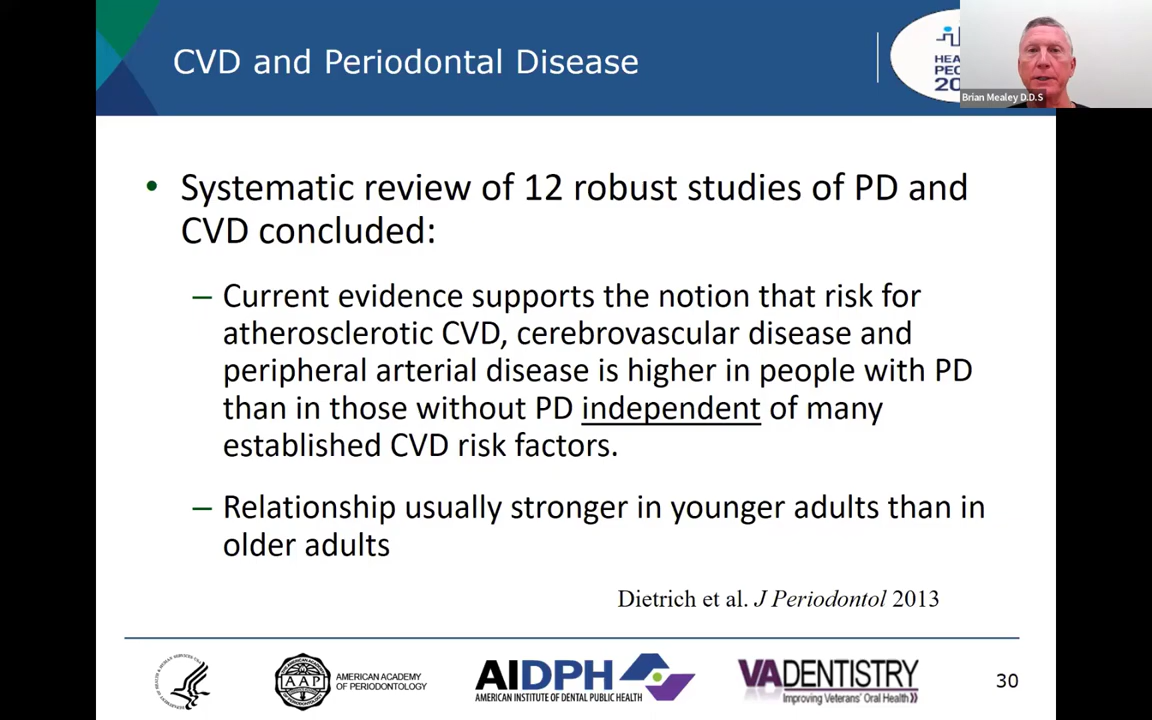 CVD and Periodontal Disease
Brian Mealey D.D.S
• Systematic review of 12 robust studies of PD and
CVD concluded:
– Current evidence supports the notion that risk for
atherosclerotic CVD, cerebrovascular disease and
peripheral arterial disease is higher in people with PD
than in those without PD independent of many
established CVD risk factors.
– Relationship usually stronger in younger adults than in
older adults
Dietrich et al. J Periodontol 2013
AAP
AMERICAN ACADEMY
OF PERIODONTOLOGY
AIDPH
AMERICAN INSTITUTE OF DENTAL PUBLIC HEALTH
VADENTISTRY
Improving Veterans' Oral Health
30